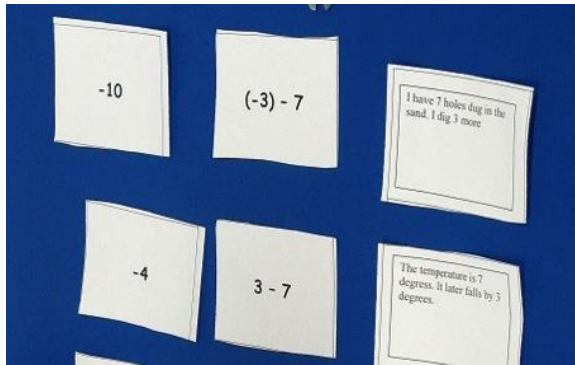 -10
(-3) - 7
I have 7 holes dug in the
sand. I dig 3 more
-4
3 - 7
The temperature is 7
degress. It later falls by 3
degrees.